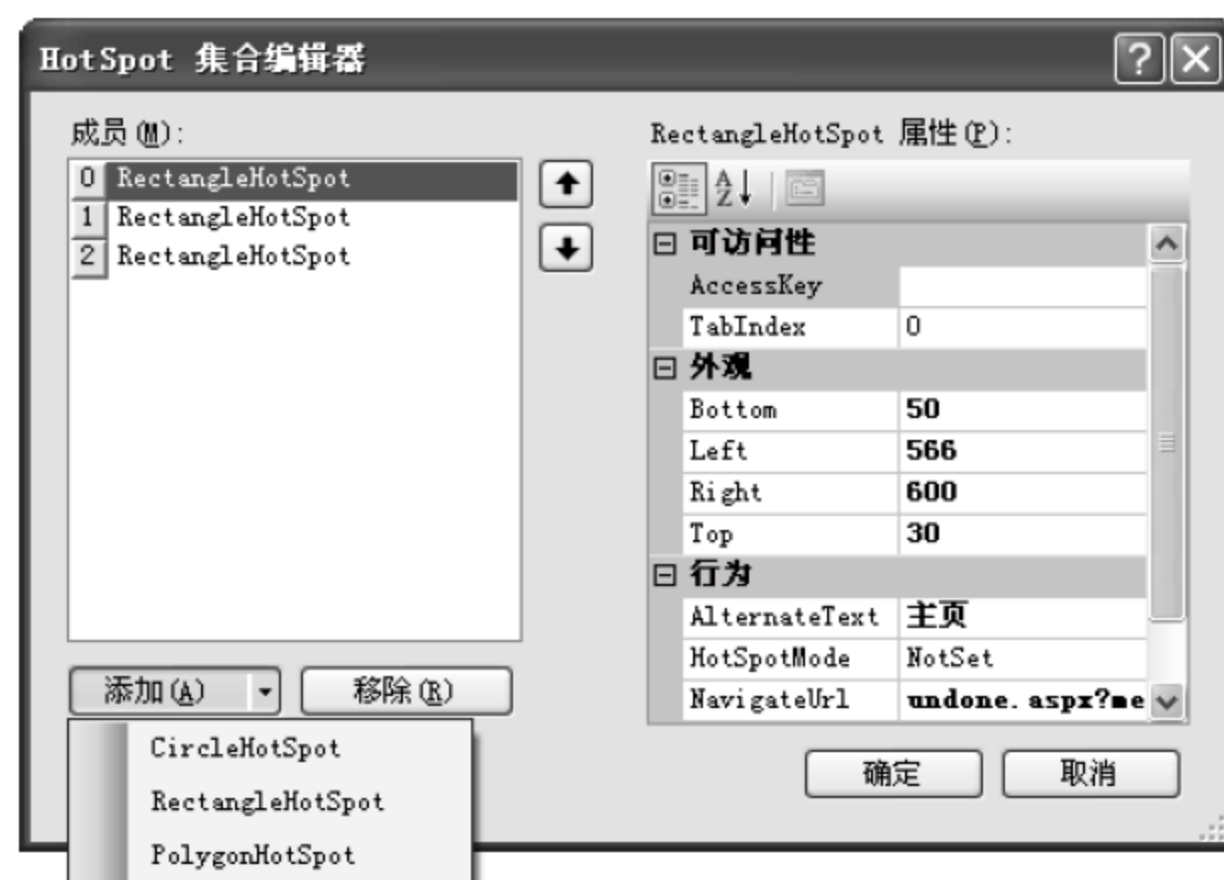 HotSpot 集合编辑器
成员(M):
0 RectangleHotSpot
1 RectangleHotSpot
2 RectangleHotSpot
添加(A)
移除(R)
CircleHotSpot
RectangleHotSpot
PolygonHotSpot
RectangleHotSpot 属性(P):
可访问性
AccessKey
TabIndex 0
外观
Bottom 50
Left 566
Right 600
Top 30
行为
AlternateText 主页
HotSpotMode NotSet
NavigateUrl undone.aspx?me
确定
取消